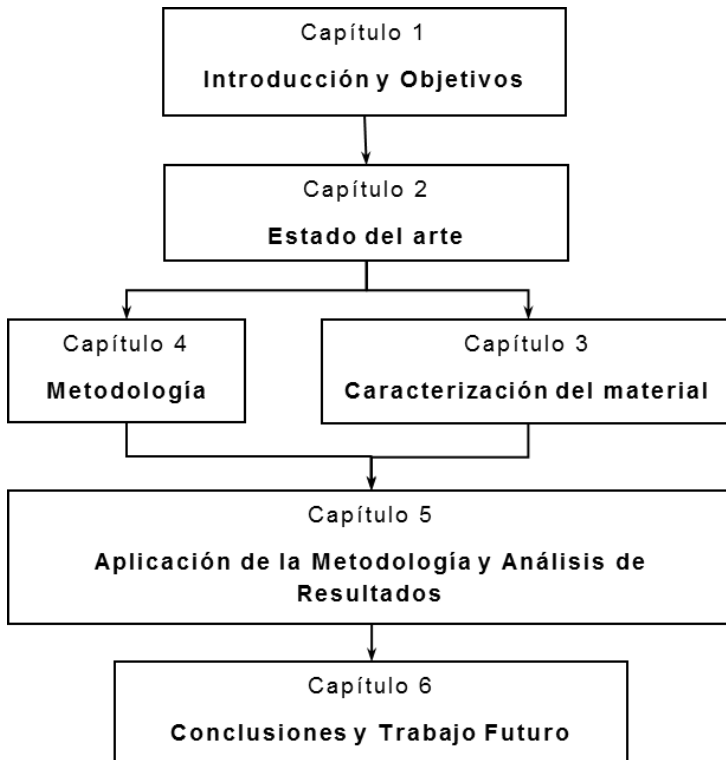 Capítulo 1
Introducción y Objetivos
Capítulo 2
Estado del arte
Capítulo 4
Metodología
Capítulo 3
Caracterización del material
Capítulo 5
Aplicación de la Metodología y Análisis de
Resultados
Capítulo 6
Conclusiones y Trabajo Futuro